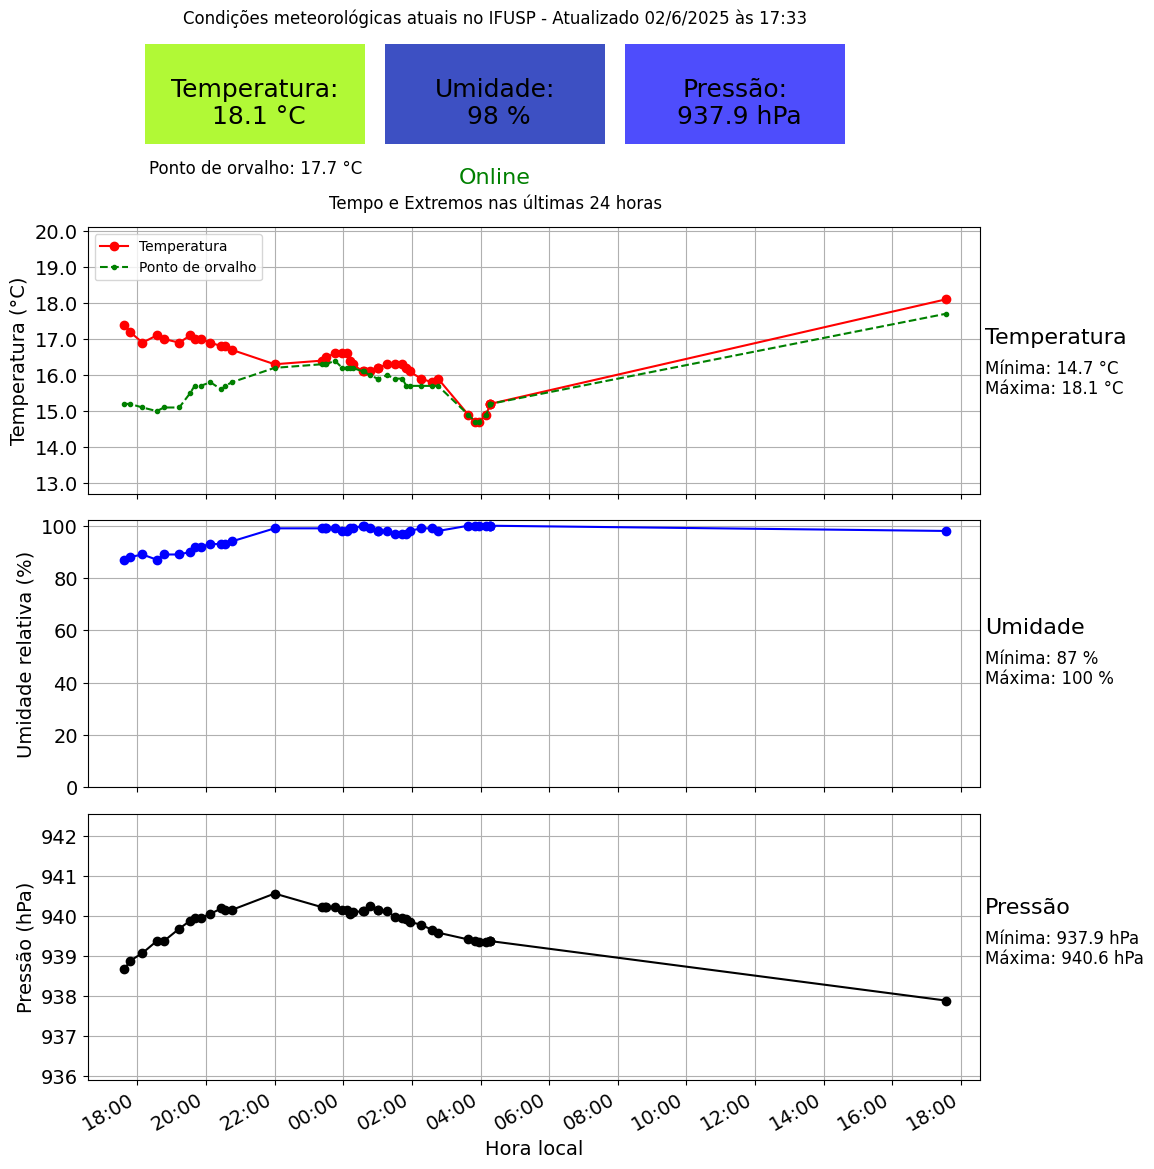 Condições meteorológicas atuais no IFUSP - Atualizado 02/6/2025 às 17:33
Temperatura:
18.1 °C
Umidade:
98 %
Pressão:
937.9 hPa
Ponto de orvalho: 17.7 °C
Online
Tempo e Extremos nas últimas 24 horas
Temperatura (°C)
20.0
19.0
18.0
17.0
16.0
15.0
14.0
13.0
Temperatura
Ponto de orvalho
Temperatura
Mínima: 14.7 °C
Máxima: 18.1 °C
Umidade relativa (%)
100
80
60
40
20
0
Umidade
Mínima: 87 %
Máxima: 100 %
Pressão (hPa)
942
941
940
939
938
937
936
Pressão
Mínima: 937.9 hPa
Máxima: 940.6 hPa
18:00
20:00
22:00
00:00
02:00
04:00
06:00
08:00
10:00
12:00
14:00
16:00
18:00
Hora local